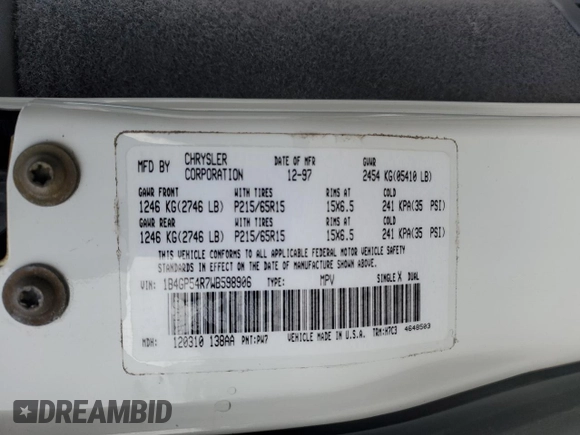 MFD BY CHRYSLER CORPORATION DATE OF MFR 12-97 GVWR 2454 KG(05410 LB)
GAWR FRONT WITH TIRES RIMS AT COLD
1246 KG(2746 LB) P215/65R15 15X6.5 241 KPA(35 PSI)
GAWR REAR WITH TIRES RIMS AT COLD
1246 KG(2746 LB) P215/65R15 15X6.5 241 KPA(35 PSI)
THIS VEHICLE CONFORMS TO ALL APPLICABLE FEDERAL MOTOR VEHICLE SAFETY
STANDARDS IN EFFECT ON THE DATE OF MANUFACTURE SHOWN ABOVE.
VIN: 1B4GP54R7WB598906 TYPE: MPV SINGLE X DUAL
MDH: 120310 138AA PNT: PW7 VEHICLE MADE IN U.S.A. TRM: H7C3 4648503
DREAMBID